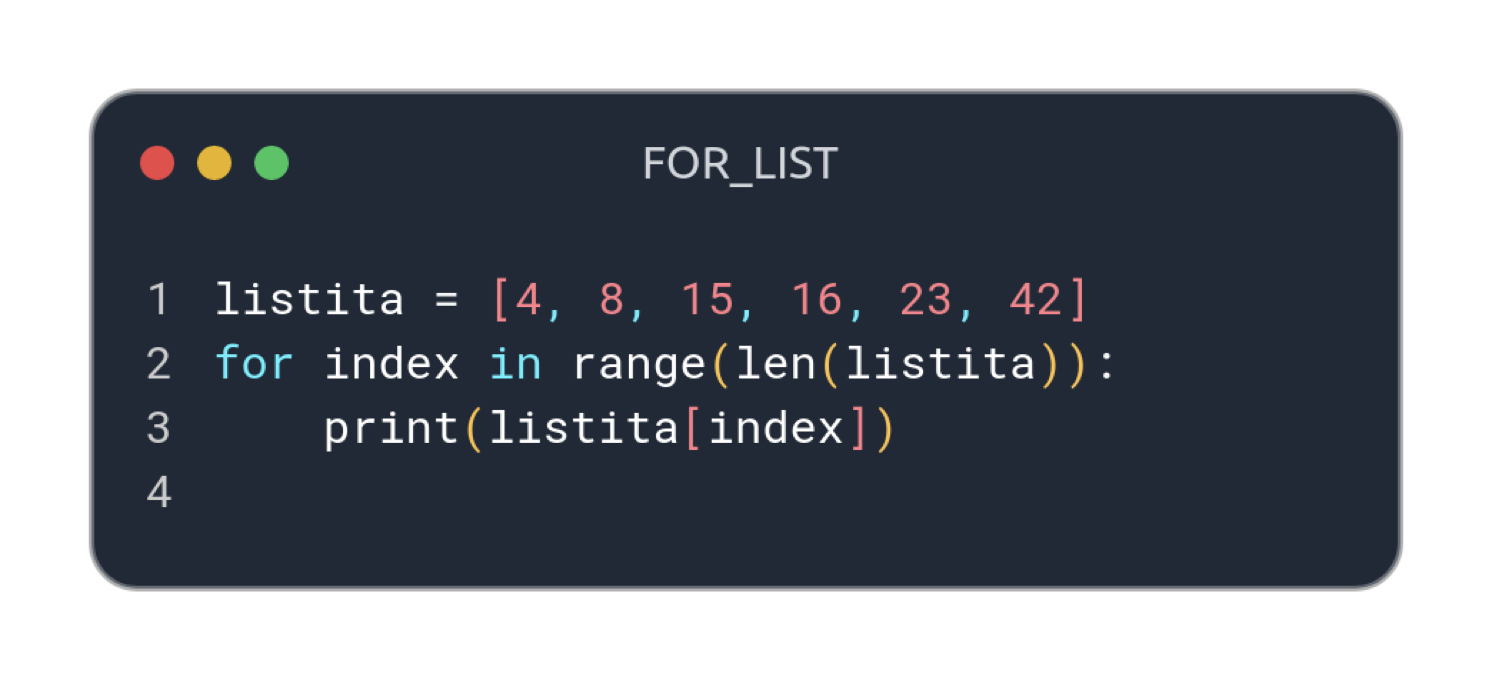 FOR_LIST
1 listita = [4, 8, 15, 16, 23, 42]
2 for index in range(len(listita)):
3     print(listita[index])
4